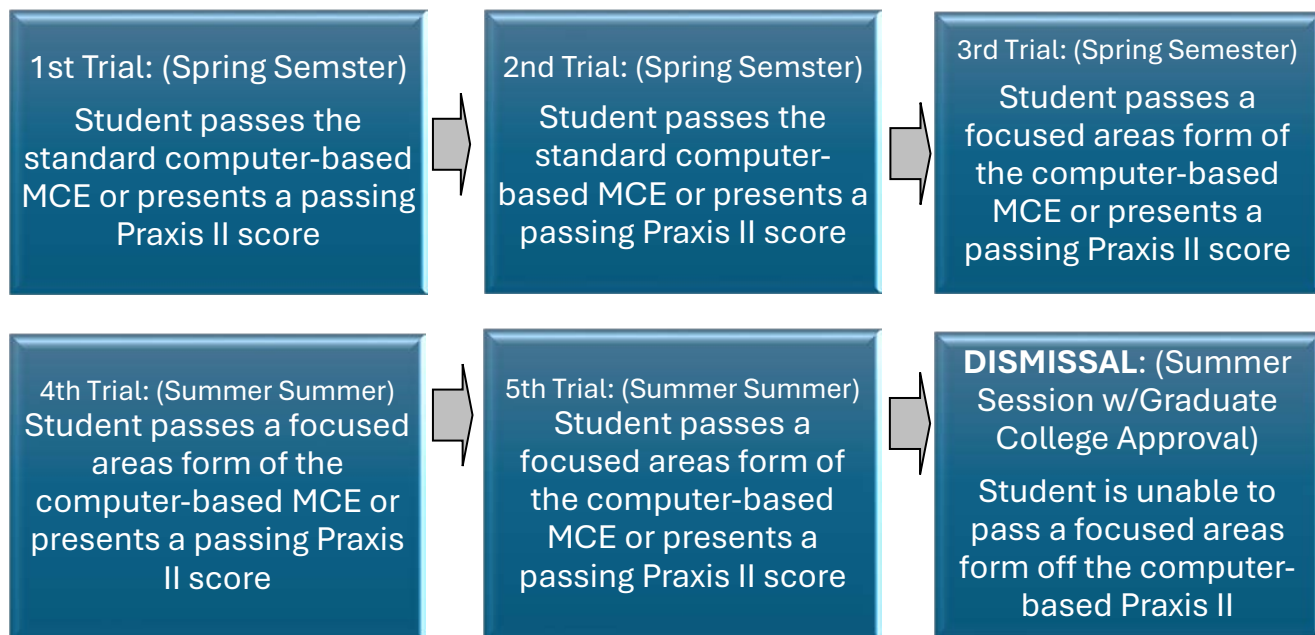 1st Trial: (Spring Semster)
Student passes the
standard computer-based
MCE or presents a passing
Praxis II score
2nd Trial: (Spring Semster)
Student passes the
standard computer-
based MCE or presents a
passing Praxis II score
3rd Trial: (Spring Semester)
Student passes a
focused areas form of
the computer-based
MCE or presents a
passing Praxis II score
4th Trial: (Summer Summer)
Student passes a focused
areas form of the
computer-based MCE or
presents a passing Praxis
II score
5th Trial: (Summer Summer)
Student passes a
focused areas form of
the computer-based
MCE or presents a
passing Praxis II score
DISMISSAL: (Summer
Session w/Graduate
College Approval)
Student is unable to
pass a focused areas
form off the computer-
based Praxis II